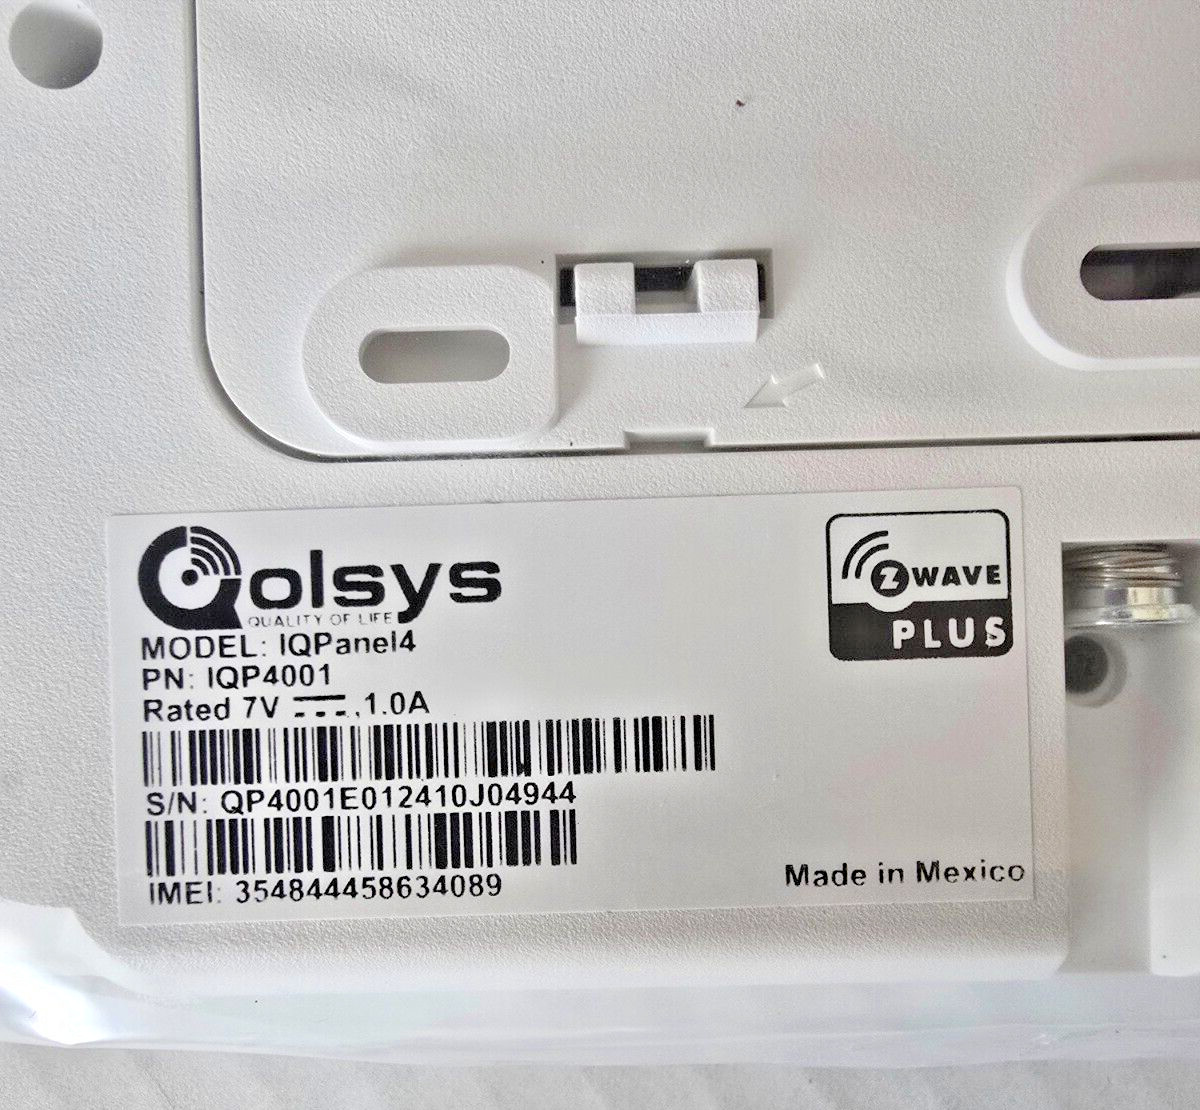 Qolsys
QUALITY OF LIFE
MODEL: IQPanel4
PN: IQP4001
Rated 7V ⎓, 1.0A
S/N: QP4001E012410J04944
IMEI: 354844458634089
Z WAVE
PLUS
Made in Mexico